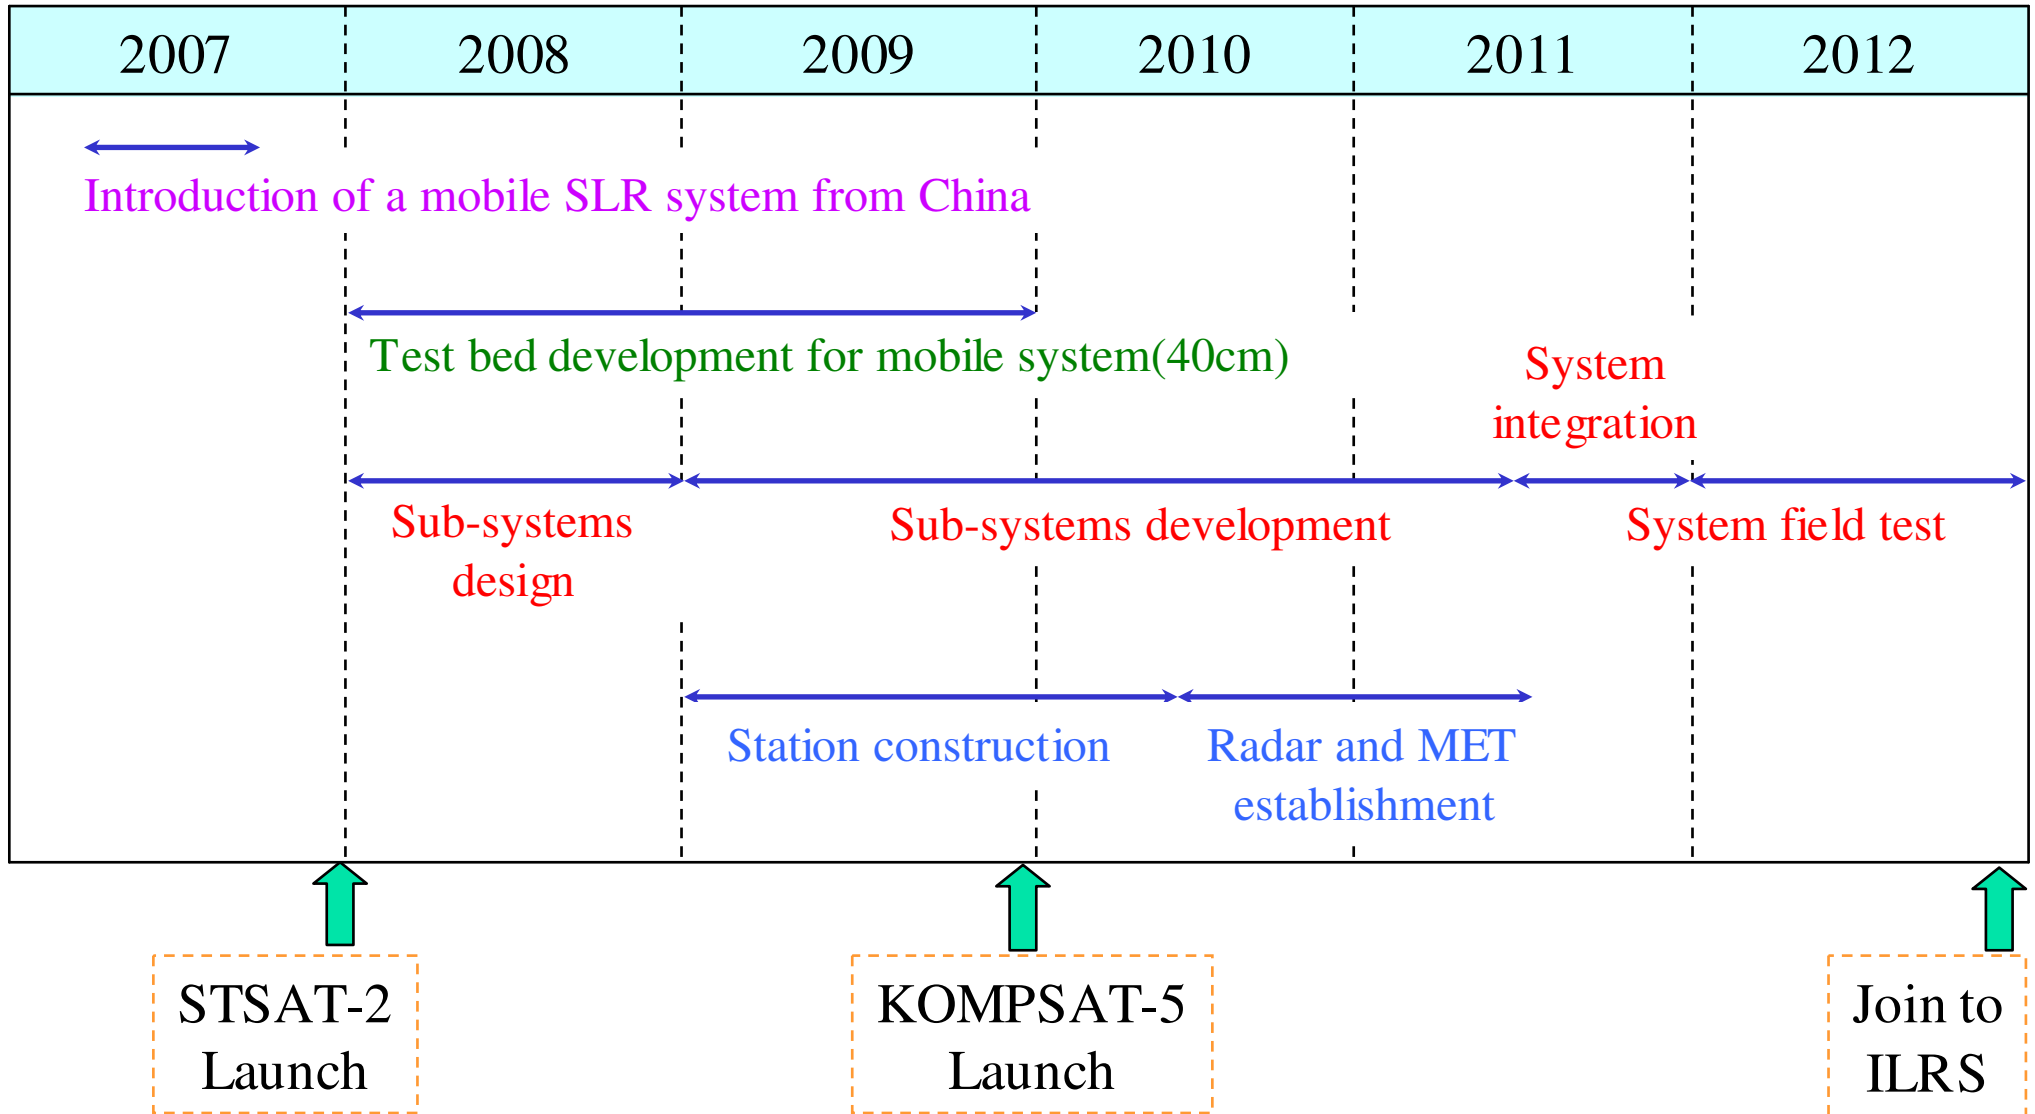 2007 2008 2009 2010 2011 2012
Introduction of a mobile SLR system from China
Test bed development for mobile system(40cm)
System
integration
Sub-systems
design
Sub-systems development
System field test
Station construction
Radar and MET
establishment
STSAT-2
Launch
KOMPSAT-5
Launch
Join to
ILRS